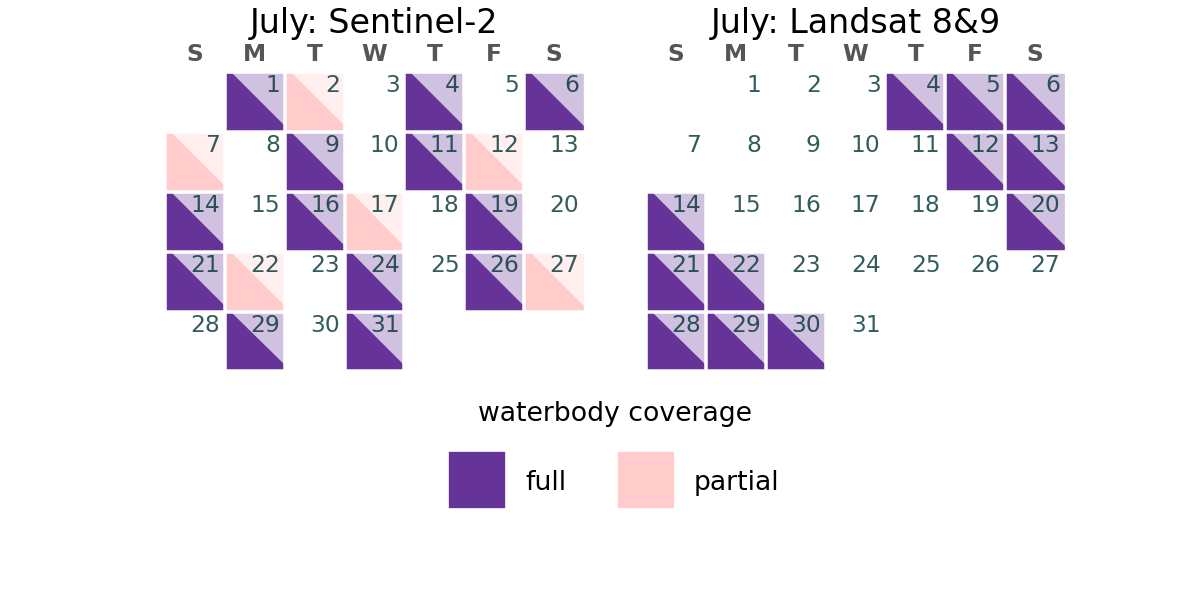 July: Sentinel-2
S M T W T F S
1 2 3 4 5 6
7 8 9 10 11 12 13
14 15 16 17 18 19 20
21 22 23 24 25 26 27
28 29 30 31
July: Landsat 8&9
S M T W T F S
1 2 3 4 5 6
7 8 9 10 11 12 13
14 15 16 17 18 19 20
21 22 23 24 25 26 27
28 29 30 31
waterbody coverage
full
partial